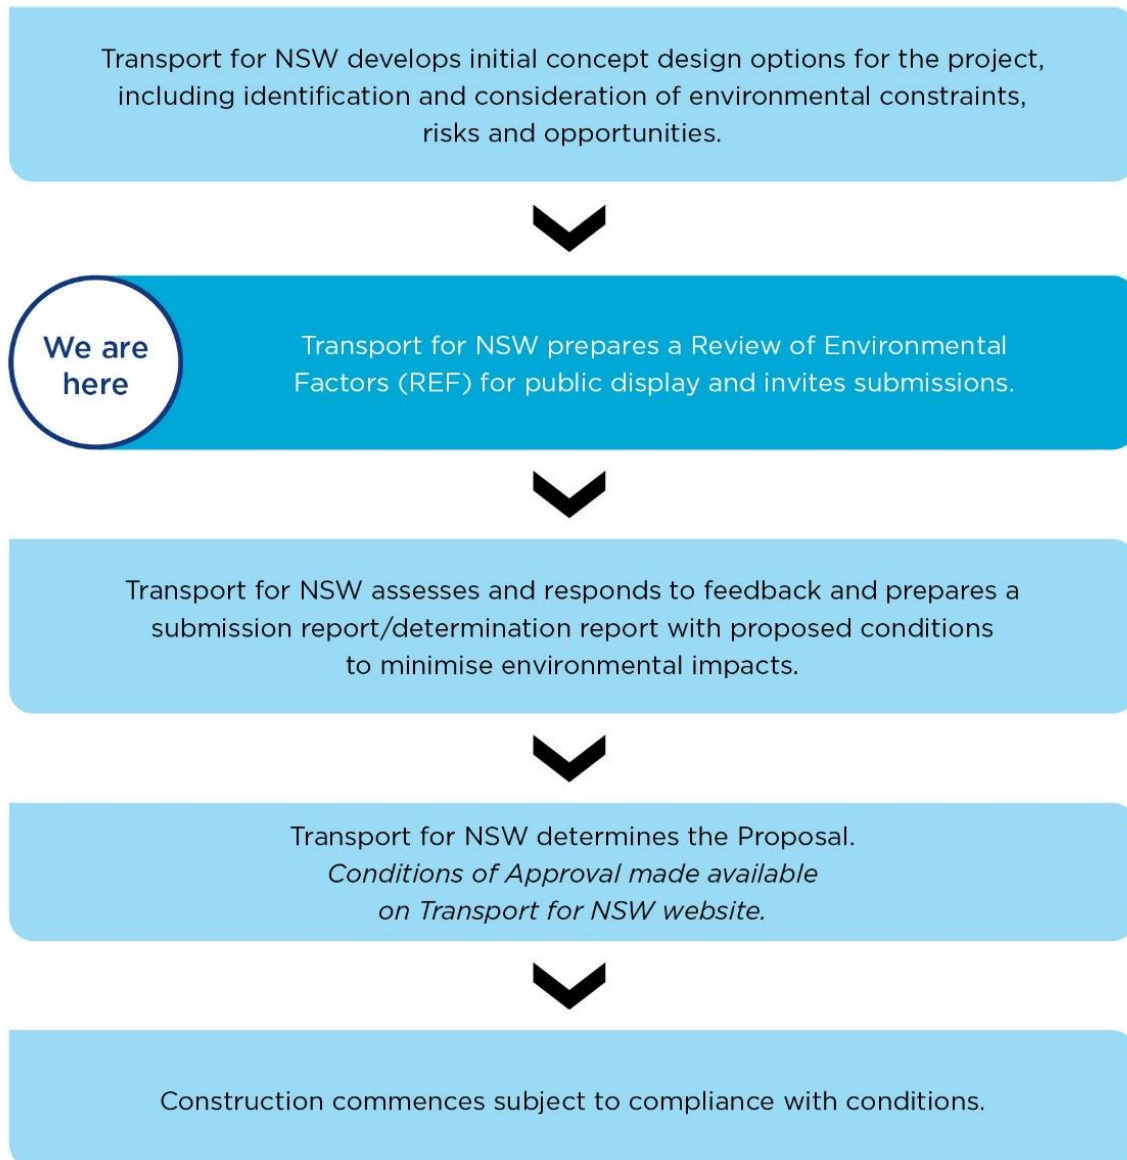 Transport for NSW develops initial concept design options for the project,
including identification and consideration of environmental constraints,
risks and opportunities.
We are
here
Transport for NSW prepares a Review of Environmental
Factors (REF) for public display and invites submissions.
Transport for NSW assesses and responds to feedback and prepares a
submission report/determination report with proposed conditions
to minimise environmental impacts.
Transport for NSW determines the Proposal.
Conditions of Approval made available
on Transport for NSW website.
Construction commences subject to compliance with conditions.